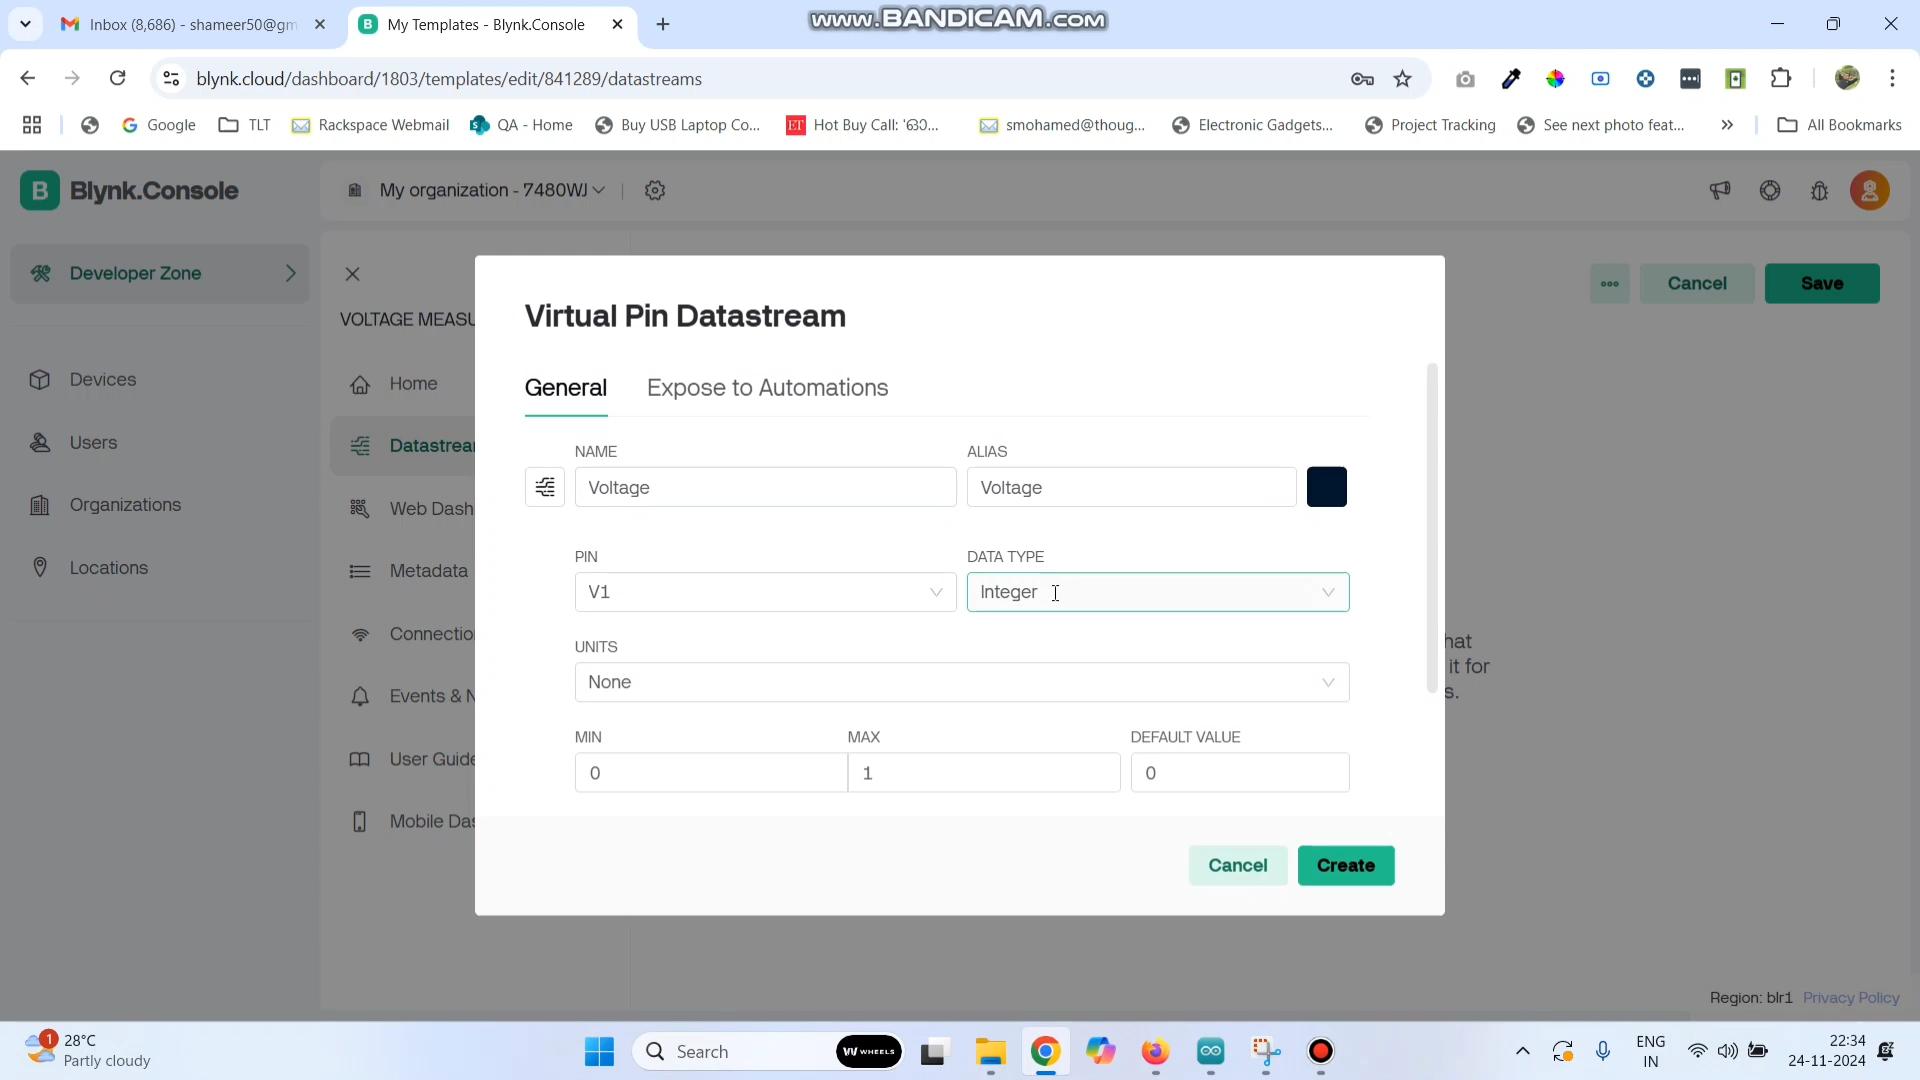 www.BANDICAM.com
Inbox (8,686) - shameer50@gm
My Templates - Blynk.Console
blynk.cloud/dashboard/1803/templates/edit/841289/datastreams
Google
TLT
Rackspace Webmail
QA - Home
Buy USB Laptop Co...
ET
Electronic Gadgets...
smohamed@thoug...
Project Tracking
See next photo feat...
All Bookmarks
B Blynk.Console
My organization - 7480WJ
Developer Zone
Devices
Users
Organizations
Locations
VOLTAGE MEASU
Home
Datastrea
Web Dash
Metadata
Connectio
Events & N
User Guide
Mobile Das
Cancel
Save
Virtual Pin Datastream
General
Expose to Automations
NAME
ALIAS
Voltage
Voltage
PIN
DATA TYPE
V1
Integer
UNITS
None
MIN
MAX
DEFAULT VALUE
0
1
0
Cancel
Create
hat
it for
s.
Region: blr1 Privacy Policy
1
28°C
Partly cloudy
Search
WHEELS
ENG
IN
22:34
24-11-2024